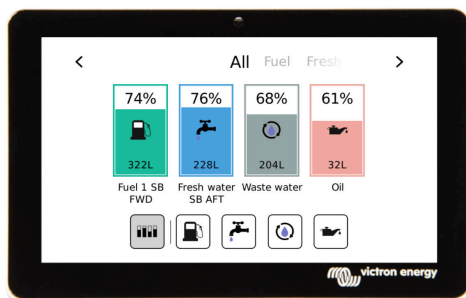 < All Fuel Fresh >
74% 76% 68% 61%
322L 228L 204L 32L
Fuel 1 SB Fresh water Waste water Oil
FWD SB AFT
victron energy